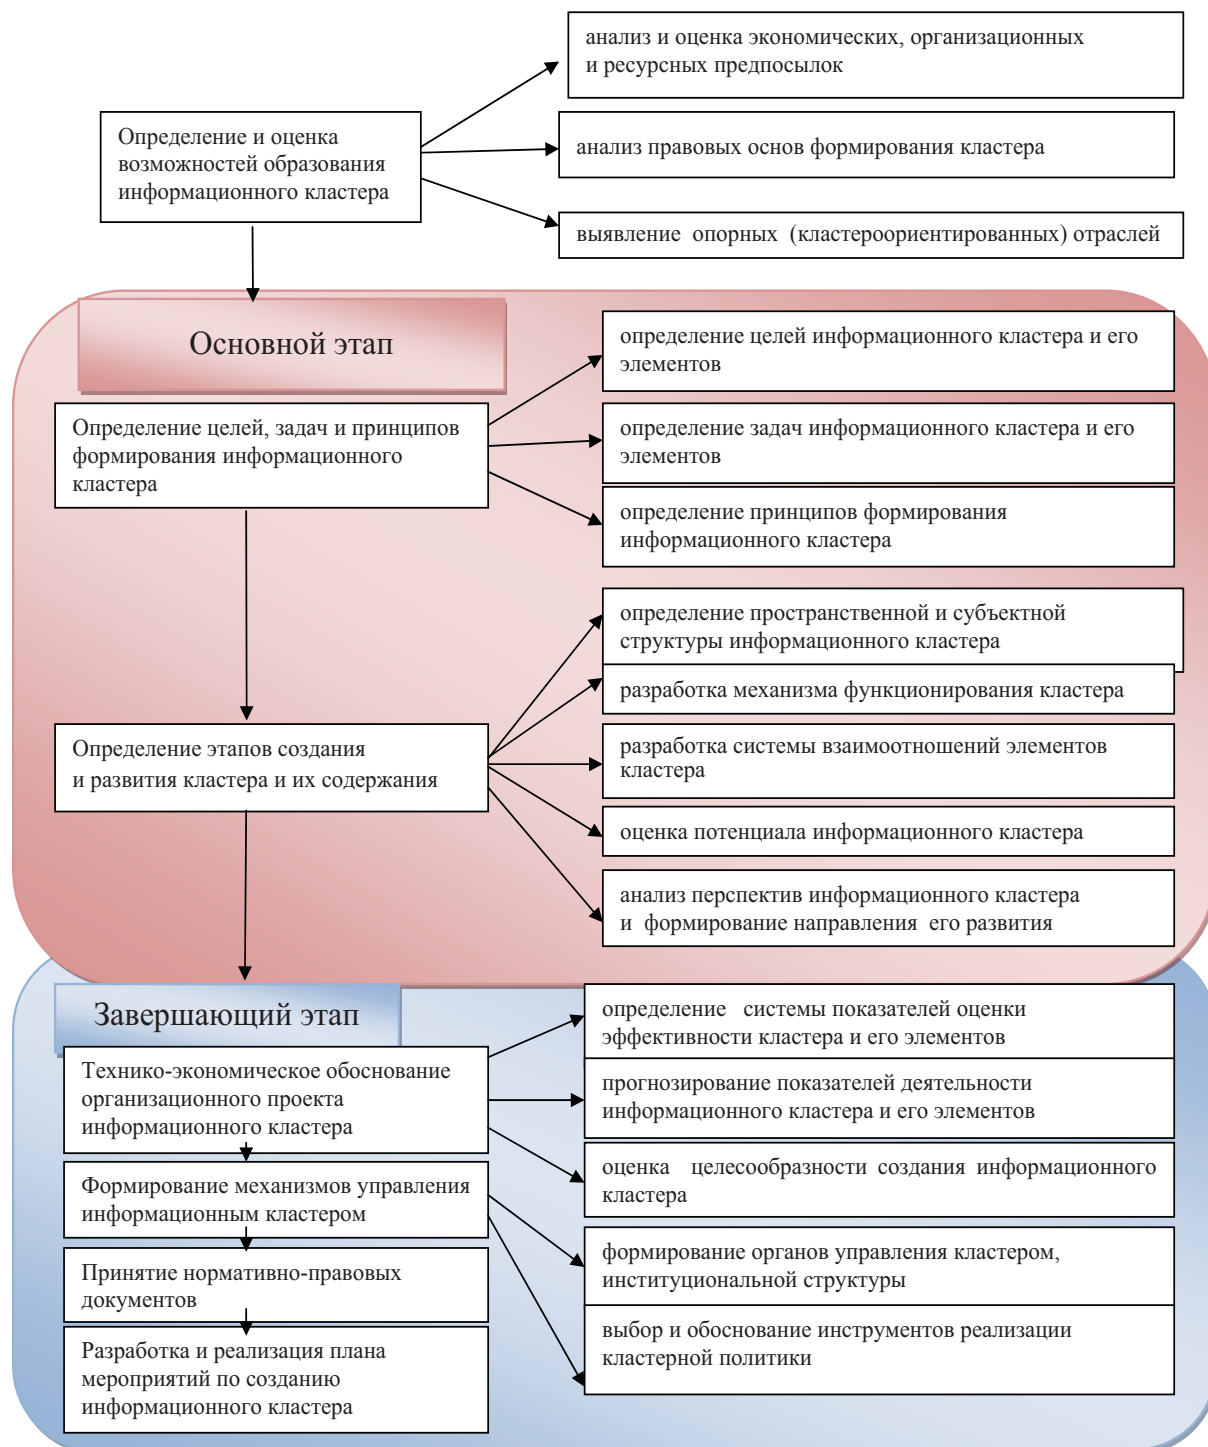 анализ и оценка экономических, организационных
и ресурсных предпосылок
Определение и оценка
возможностей образования
информационного кластера
анализ правовых основ формирования кластера
выявление опорных (кластероориентированных) отраслей
Основной этап
определение целей информационного кластера и его
элементов
Определение целей, задач и принципов
формирования информационного
кластера
определение задач информационного кластера и его
элементов
определение принципов формирования
информационного кластера
определение пространственной и субъектной
структуры информационного кластера
разработка механизма функционирования кластера
Определение этапов создания
и развития кластера и их содержания
разработка системы взаимоотношений элементов
кластера
оценка потенциала информационного кластера
анализ перспектив информационного кластера
и формирование направления его развития
Завершающий этап
определение системы показателей оценки
эффективности кластера и его элементов
Технико-экономическое обоснование
организационного проекта
информационного кластера
прогнозирование показателей деятельности
информационного кластера и его элементов
оценка целесообразности создания информационного
кластера
Формирование механизмов управления
информационным кластером
формирование органов управления кластером,
институциональной структуры
Принятие нормативно-правовых
документов
выбор и обоснование инструментов реализации
кластерной политики
Разработка и реализация плана
мероприятий по созданию
информационного кластера